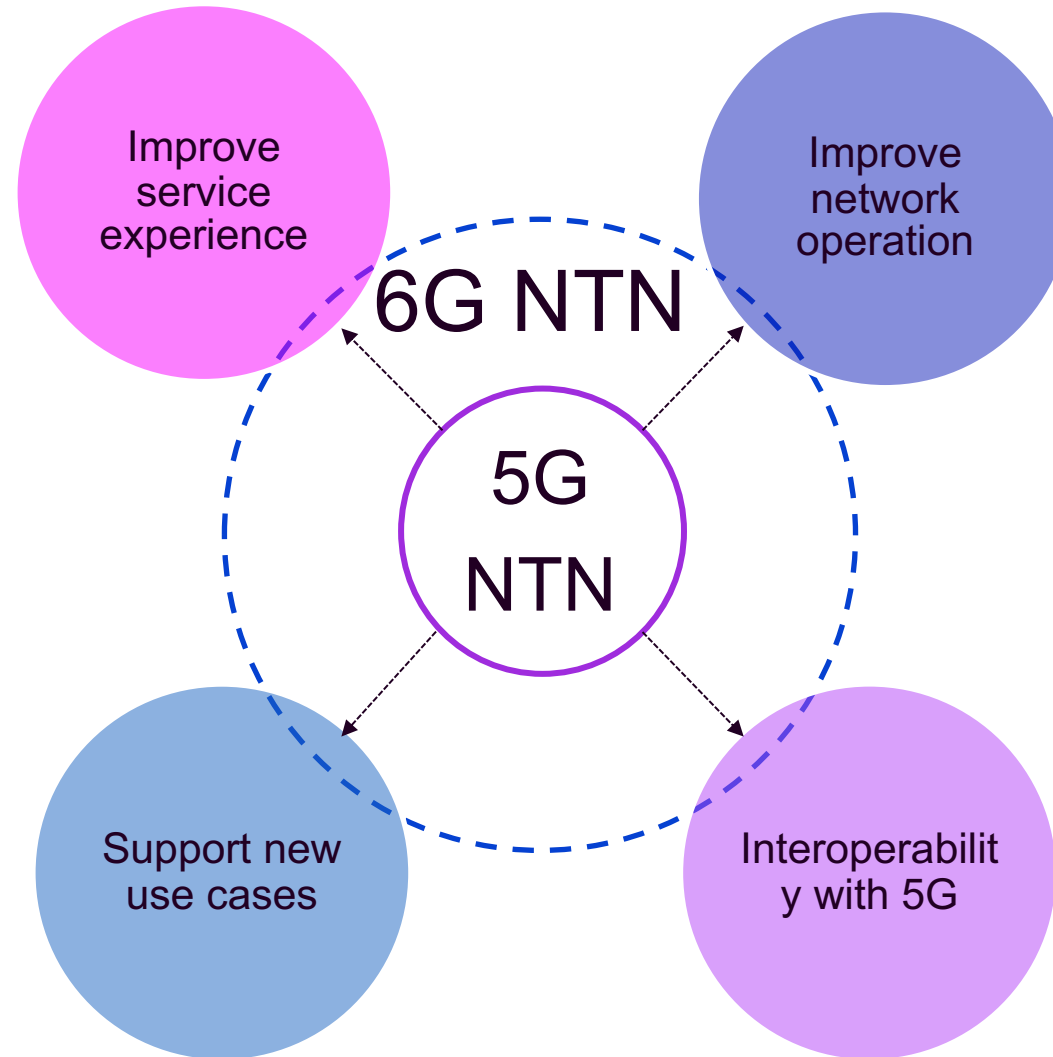 Improve
service
experience
Improve
network
operation
6G NTN
5G
NTN
Support new
use cases
Interoperabilit
y with 5G